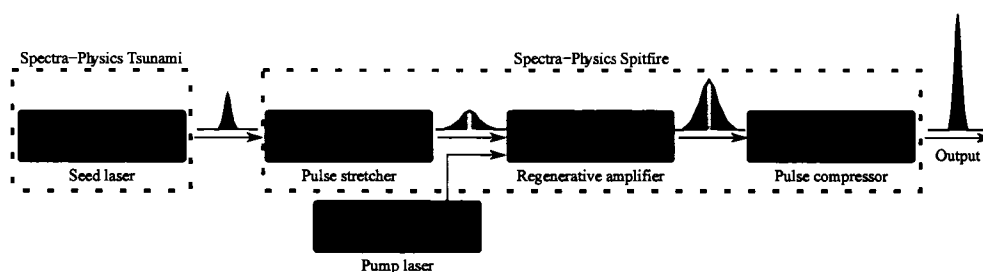 Spectra-Physics Tsunami
Spectra-Physics Spitfire
Seed laser
Pulse stretcher
Regenerative amplifier
Pulse compressor
Output
Pump laser